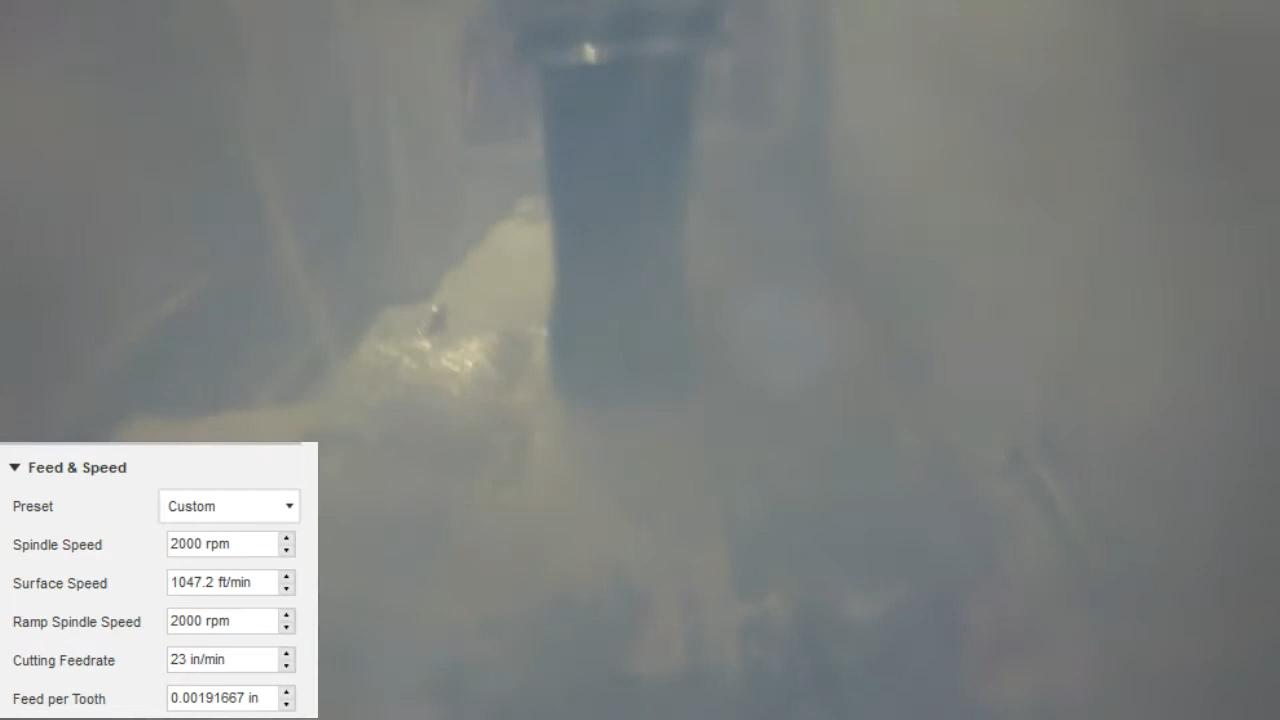 Feed & Speed
Preset Custom
Spindle Speed 2000 rpm
Surface Speed 1047.2 ft/min
Ramp Spindle Speed 2000 rpm
Cutting Feedrate 23 in/min
Feed per Tooth 0.00191667 in